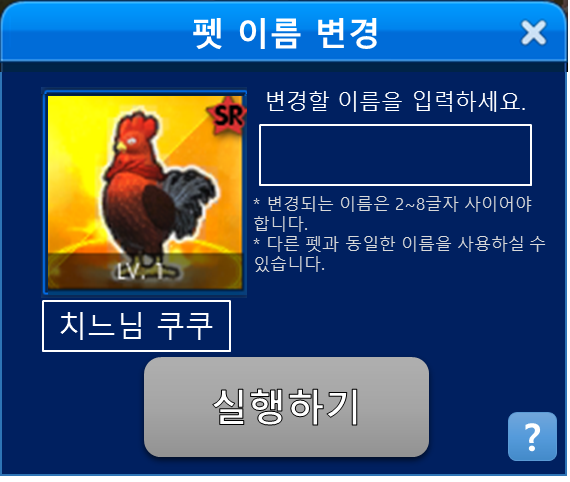 펫 이름 변경
변경할 이름을 입력하세요.
SR
* 변경되는 이름은 2~8글자 사이어야
합니다.
* 다른 펫과 동일한 이름을 사용하실 수
있습니다.
LV. 1
치느님 쿠쿠
실행하기
?